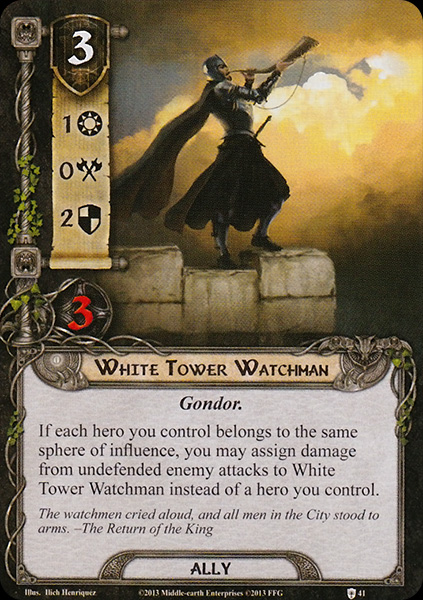 3
1
0
2
3
White Tower Watchman
Gondor.
If each hero you control belongs to the same
sphere of influence, you may assign damage
from undefended enemy attacks to White
Tower Watchman instead of a hero you control.
The watchmen cried aloud, and all men in the City stood to
arms. –The Return of the King
ALLY
Illus. Ilich Henriquez ©2013 Middle-earth Enterprises ©2013 FFG 41